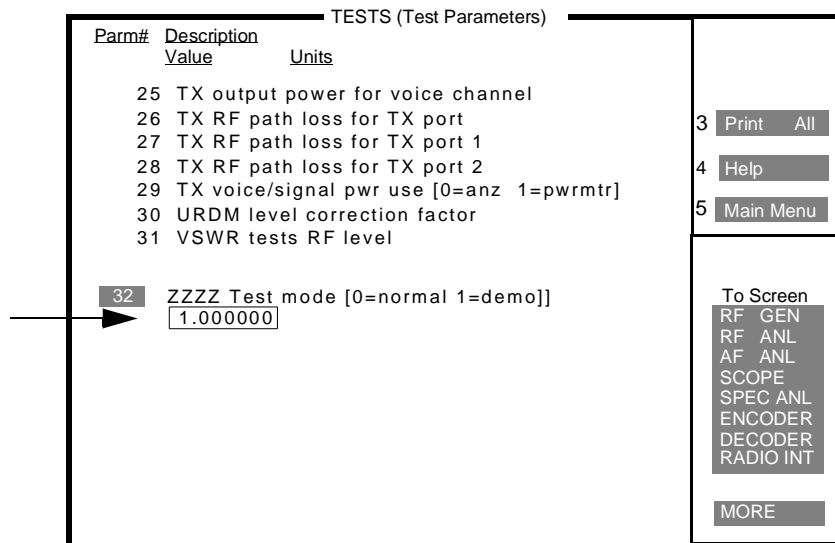 TESTS (Test Parameters)
Parm# Description
Value Units
25 TX output power for voice channel
26 TX RF path loss for TX port
27 TX RF path loss for TX port 1
28 TX RF path loss for TX port 2
29 TX voice/signal pwr use [0=anz 1=pwrmtr]
30 URDM level correction factor
31 VSWR tests RF level
32 ZZZZ Test mode [0=normal 1=demo]]
1.000000
3 Print All
4 Help
5 Main Menu
To Screen
RF GEN
RF ANL
AF ANL
SCOPE
SPEC ANL
ENCODER
DECODER
RADIO INT
MORE